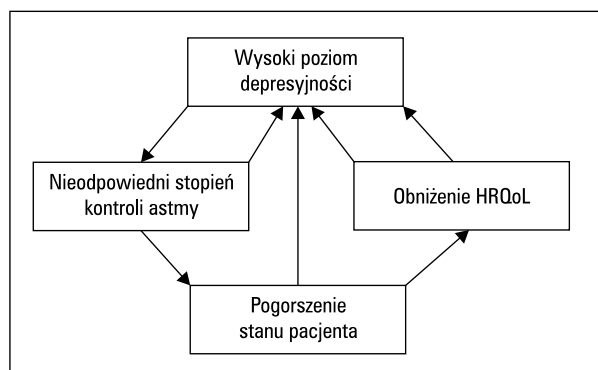 Wysoki poziom
depresyjności
Nieodpowiedni stopień
kontroli astmy
Obniżenie HRQoL
Pogorszenie
stanu pacjenta